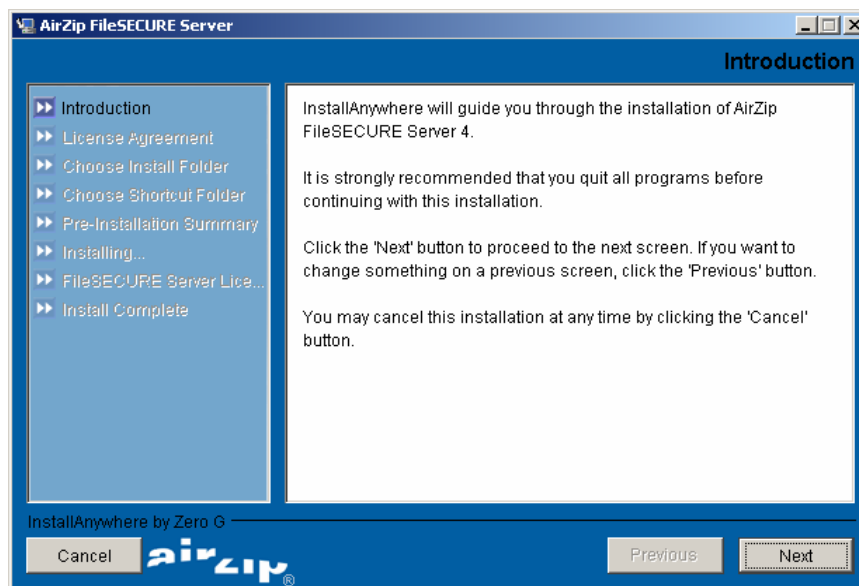 AirZip FileSECURE Server
Introduction
Introduction
License Agreement
Choose Install Folder
Choose Shortcut Folder
Pre-Installation Summary
Installing...
FileSECURE Server Lice...
Install Complete
InstallAnywhere will guide you through the installation of AirZip
FileSECURE Server 4.
It is strongly recommended that you quit all programs before
continuing with this installation.
Click the 'Next' button to proceed to the next screen. If you want to
change something on a previous screen, click the 'Previous' button.
You may cancel this installation at any time by clicking the 'Cancel'
button.
InstallAnywhere by Zero G
Cancel
airzip®
Previous
Next